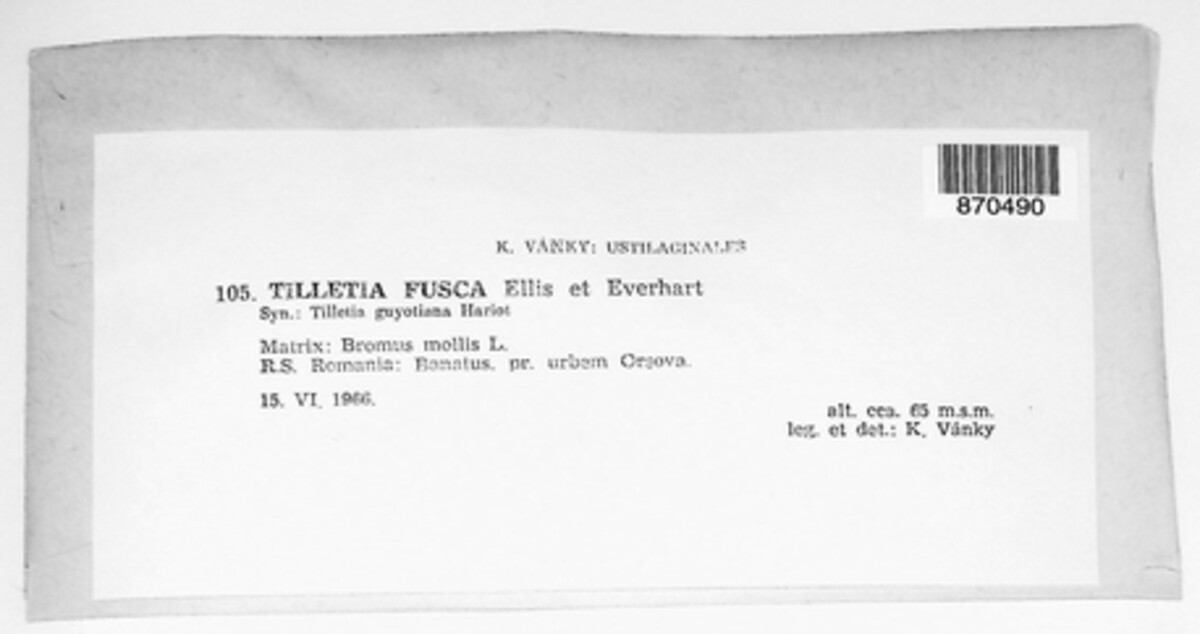 870490
K. VÁNKY: USTILAGINALES
105. TILLETIA FUSCA Ellis et Everhart
Syn.: Tilletia guyotiana Hariot
Matrix: Bromus mollis L.
R.S. Romania: Banatus, pr. urbem Orşova.
15. VI. 1966.
alt. cca. 65 m.s.m.
leg. et det.: K. Vánky